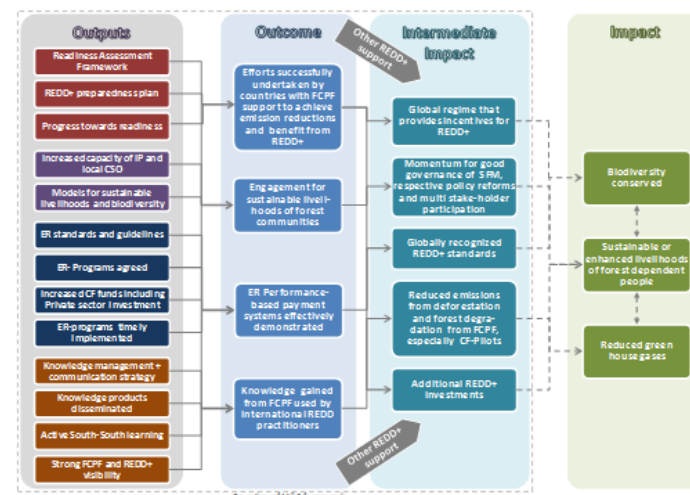 Outputs
Readiness Assessment
Framework
REDD+ preparedness plan
Progress towards readiness
Increased capacity of IP and
local CSO
Models for sustainable
livelihoods and biodiversity
ER standards and guidelines
ER- Programs agreed
Increased CF funds including
Private sector Investment
ER-programs timely
implemented
Knowledge management +
communication strategy
Knowledge products
disseminated
Active South-South learning
Strong FCPF and REDD+
visibility
Outcome
Efforts successfully
undertaken by
countries with FCPF
support to achieve
emission reductions
and benefit from
REDD+
Engagement for
sustainable liveli-
hoods of forest
communities
ER Performance-
based payment
systems effectively
demonstrated
Knowledge gained
from FCPF used by
International REDD
practitioners
Other REDD+
support
Intermediate
Impact
Global regime that
provides incentives for
REDD+
Momentum for good
governance of SFM,
respective policy reforms
and multi stake-holder
participation
Globally recognized
REDD+ standards
Reduced emissions
from deforestation
and forest degra-
dation from FCPF,
especially CF-Pilots
Additional REDD+
Investments
Other REDD+
support
Impact
Biodiversity
conserved
Sustainable or
enhanced livelihoods
of forest dependent
people
Reduced green
house gases